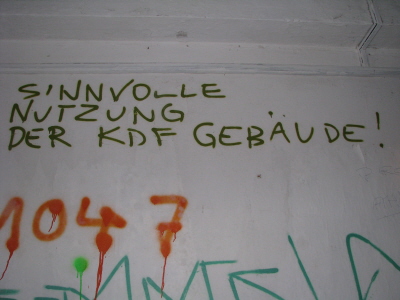 SINNVOLLE
NUTZUNG
DER KDF GEBÄUDE!
1047